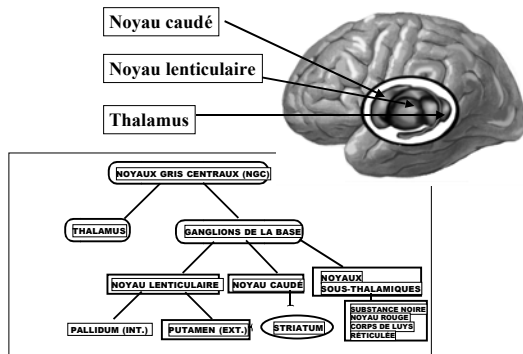 Noyau caudé
Noyau lenticulaire
Thalamus
NOYAUX GRIS CENTRAUX (NGC)
THALAMUS
GANGLIONS DE LA BASE
NOYAU LENTICULAIRE
NOYAU CAUDÉ
NOYAUX
SOUS-THALAMIQUES
PALLIDUM (INT.)
PUTAMEN (EXT.)
STRIATUM
SUBSTANCE NOIRE
NOYAU ROUGE
CORPS DE LUYS
RÉTICULÉE